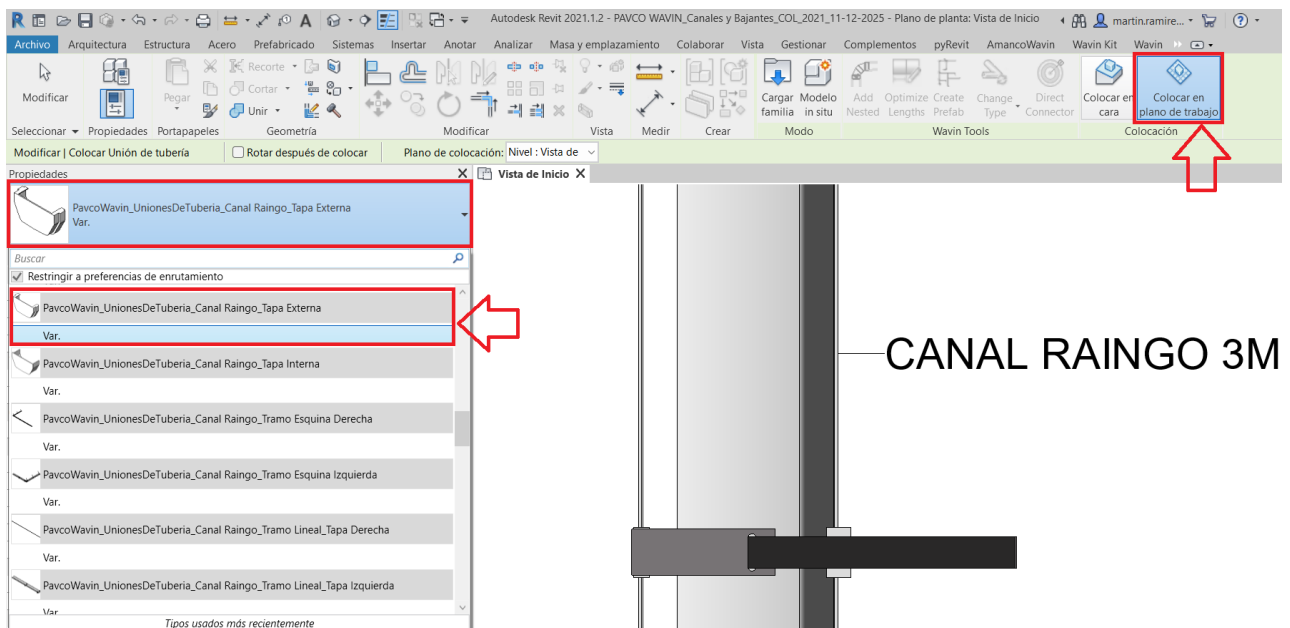 Autodesk Revit 2021.1.2 - PAVCO WAVIN_Canales y Bajantes_COL_2021_11-12-2025 - Plano de planta: Vista de Inicio
martin.ramire...
Archivo Arquitectura Estructura Acero Prefabricado Sistemas Insertar Anotar Analizar Masa y emplazamiento Colaborar Vista Gestionar Complementos pyRevit AmancoWavin Wavin Kit Wavin
Modificar
Pegar
Recorte
Cortar
Unir
Cargar familia
Modelo in situ
Add Nested
Optimize Lengths
Create Prefab
Change Type
Direct Connector
Colocar en cara
Colocar en plano de trabajo
Seleccionar Propiedades Portapapeles Geometría Modificar Vista Medir Crear Modo Wavin Tools Colocación
Modificar | Colocar Unión de tubería Rotar después de colocar Plano de colocación: Nivel : Vista de
Propiedades X Vista de Inicio X
PavcoWavin_UnionesDeTuberia_Canal Raingo_Tapa Externa
Var.
Buscar
Restringir a preferencias de enrutamiento
PavcoWavin_UnionesDeTuberia_Canal Raingo_Tapa Externa
Var.
PavcoWavin_UnionesDeTuberia_Canal Raingo_Tapa Interna
Var.
PavcoWavin_UnionesDeTuberia_Canal Raingo_Tramo Esquina Derecha
Var.
PavcoWavin_UnionesDeTuberia_Canal Raingo_Tramo Esquina Izquierda
Var.
PavcoWavin_UnionesDeTuberia_Canal Raingo_Tramo Lineal_Tapa Derecha
Var.
PavcoWavin_UnionesDeTuberia_Canal Raingo_Tramo Lineal_Tapa Izquierda
Var.
Tipos usados más recientemente
CANAL RAINGO 3M